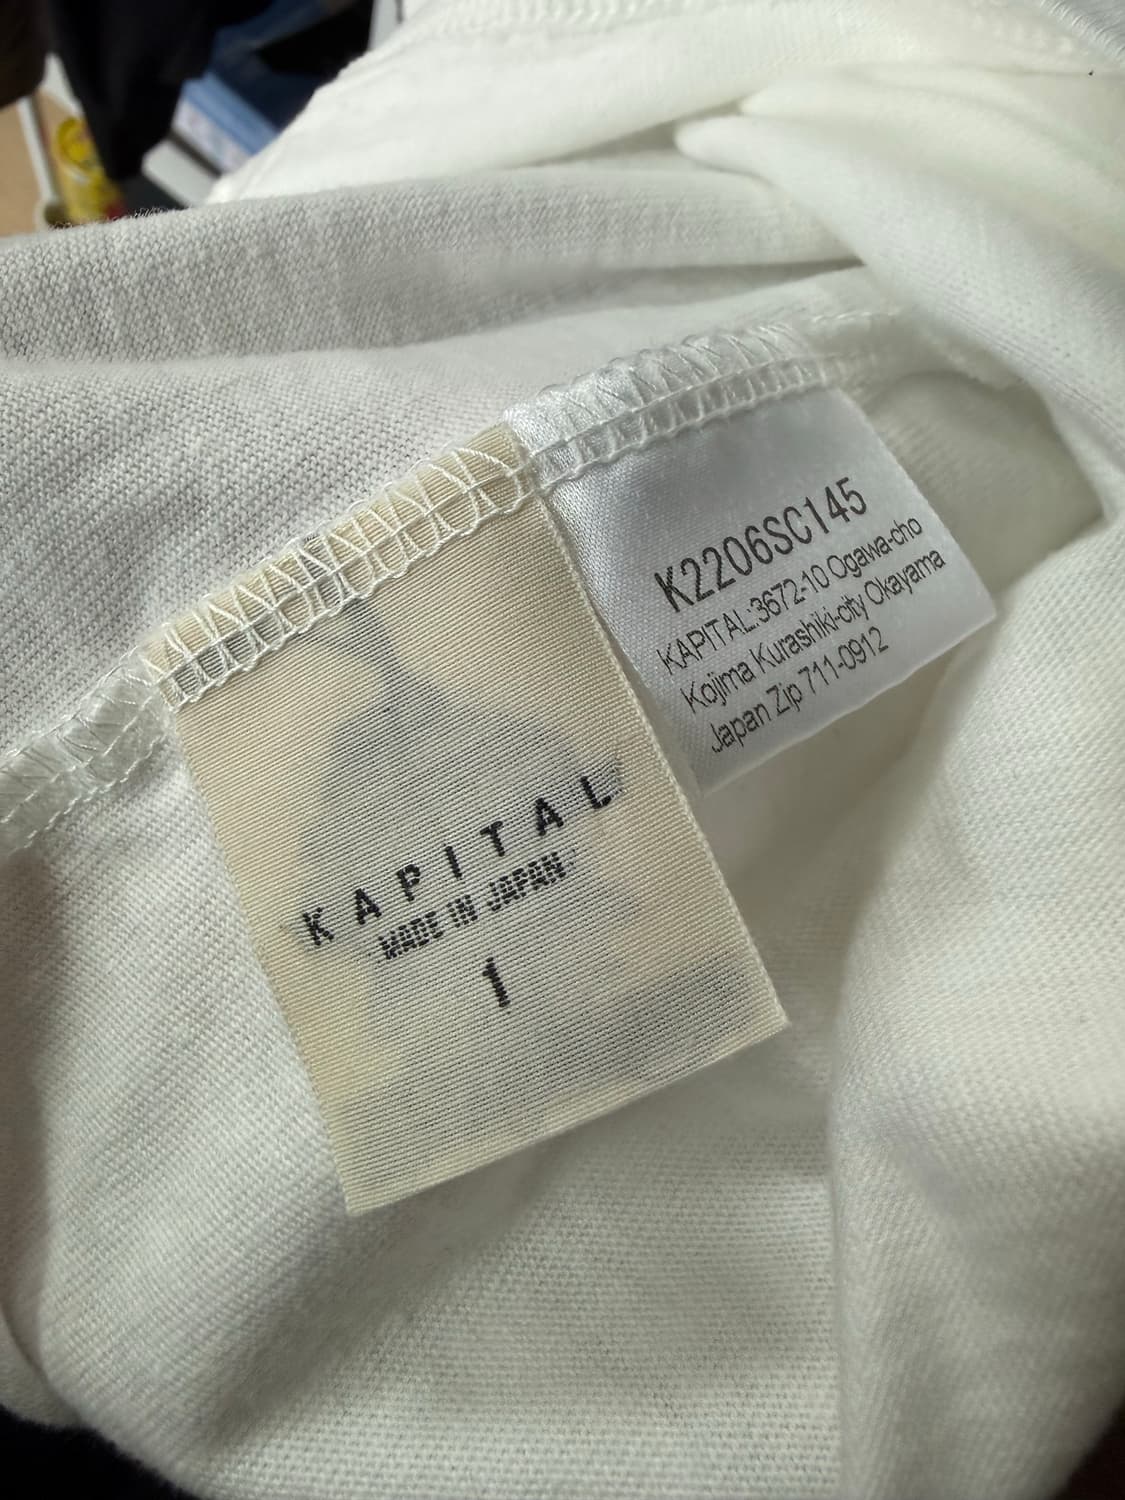 KAPITAL
MADE IN JAPAN
1
K2206SC145
KAPITAL:3672-10 Ogawa-cho
Kojima Kurashiki-city Okayama
Japan Zip 711-0912